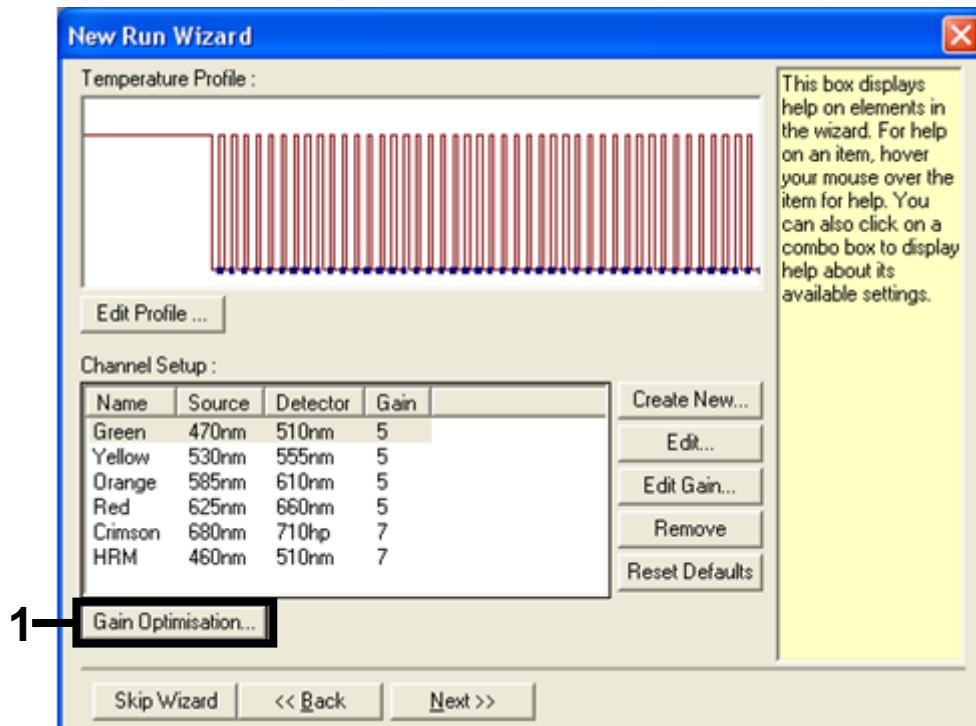 New Run Wizard
Temperature Profile :
This box displays
help on elements in
the wizard. For help
on an item, hover
your mouse over the
item for help. You
can also click on a
combo box to display
help about its
available settings.
Edit Profile ...
Channel Setup :
Name Source Detector Gain
Green 470nm 510nm 5
Yellow 530nm 555nm 5
Orange 585nm 610nm 5
Red 625nm 660nm 5
Crimson 680nm 710hp 7
HRM 460nm 510nm 7
Create New...
Edit...
Edit Gain...
Remove
Reset Defaults
1
Gain Optimisation...
Skip Wizard
<< Back
Next >>